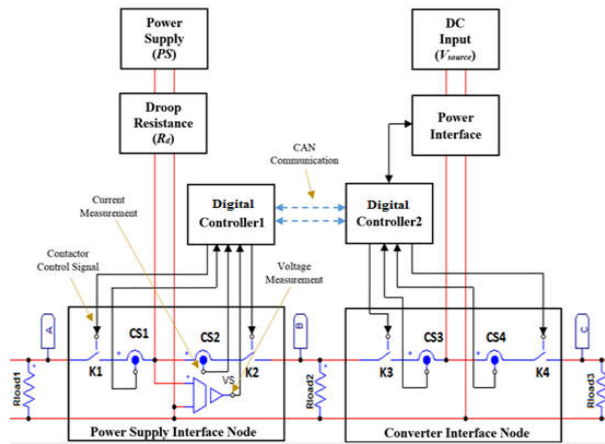 Power
Supply
(PS)
DC
Input
(Vsource)
Droop
Resistance
(Rd)
Power
Interface
CAN
Communication
Current
Measurement
Digital
Controller1
Digital
Controller2
Contactor
Control Signal
Voltage
Measurement
A
B
C
CS1
CS2
CS3
CS4
K1
K2
K3
K4
VS
Rload1
Rload2
Rload3
Power Supply Interface Node
Converter Interface Node